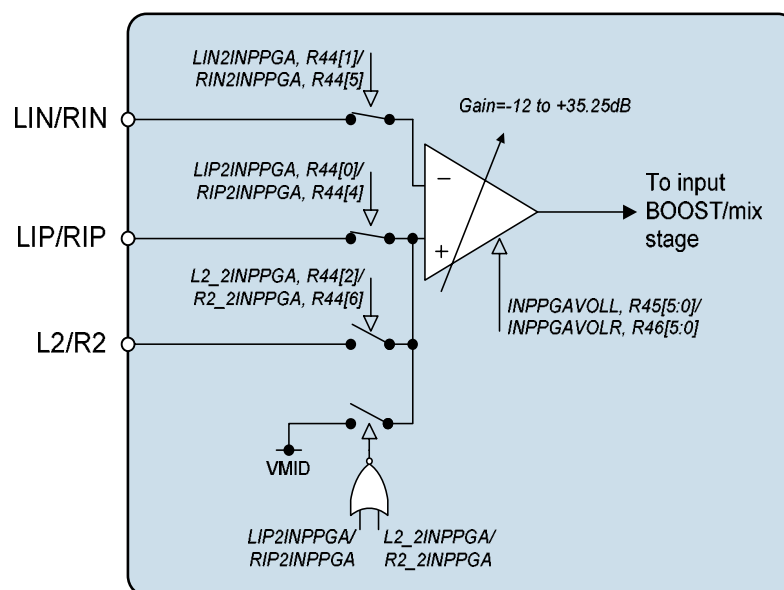 LIN2INPPGA, R44[1]/
RIN2INPPGA, R44[5]
Gain=-12 to +35.25dB
LIN/RIN
LIP2INPPGA, R44[0]/
RIP2INPPGA, R44[4]
−
To input
BOOST/mix
stage
LIP/RIP
+
L2_2INPPGA, R44[2]/
R2_2INPPGA, R44[6]
INPPGAVOLL, R45[5:0]/
INPPGAVOLR, R46[5:0]
L2/R2
VMID
LIP2INPPGA/
RIP2INPPGA
L2_2INPPGA/
R2_2INPPGA